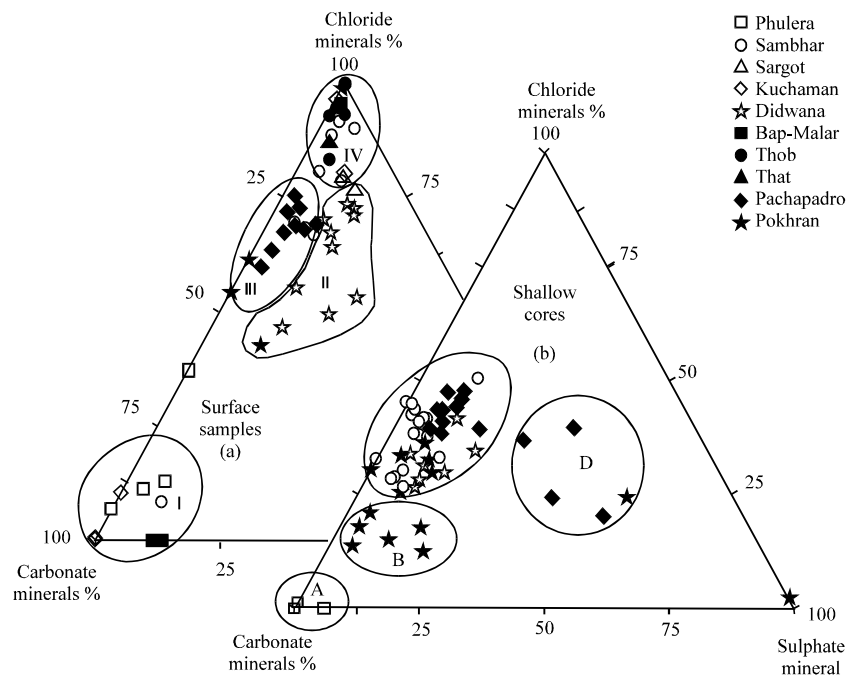 Chloride
minerals %
100
25
50
75
100
Carbonate
minerals %
25
75
IV
III
II
I
Surface
samples
(a)
Chloride
minerals %
100
75
50
25
Shallow
cores
(b)
A
B
D
Carbonate
minerals %
25
50
75
100
Sulphate
mineral
Phulera
Sambhar
Sargot
Kuchaman
Didwana
Bap-Malar
Thob
That
Pachapadro
Pokhran